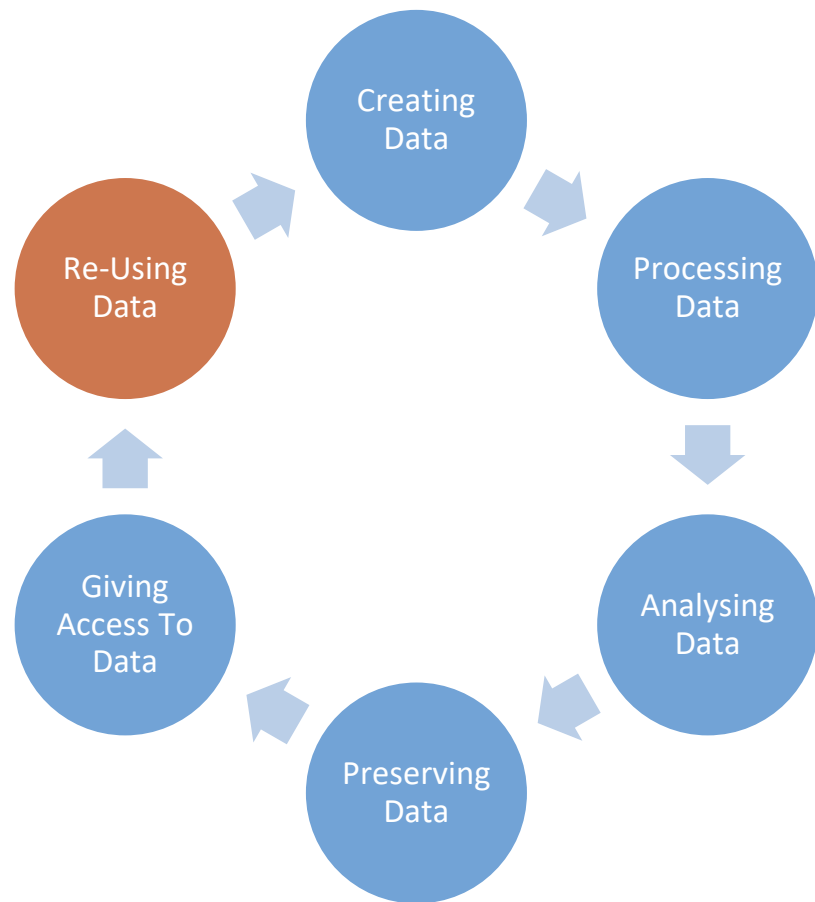 Creating
Data
Processing
Data
Analysing
Data
Preserving
Data
Giving
Access To
Data
Re-Using
Data